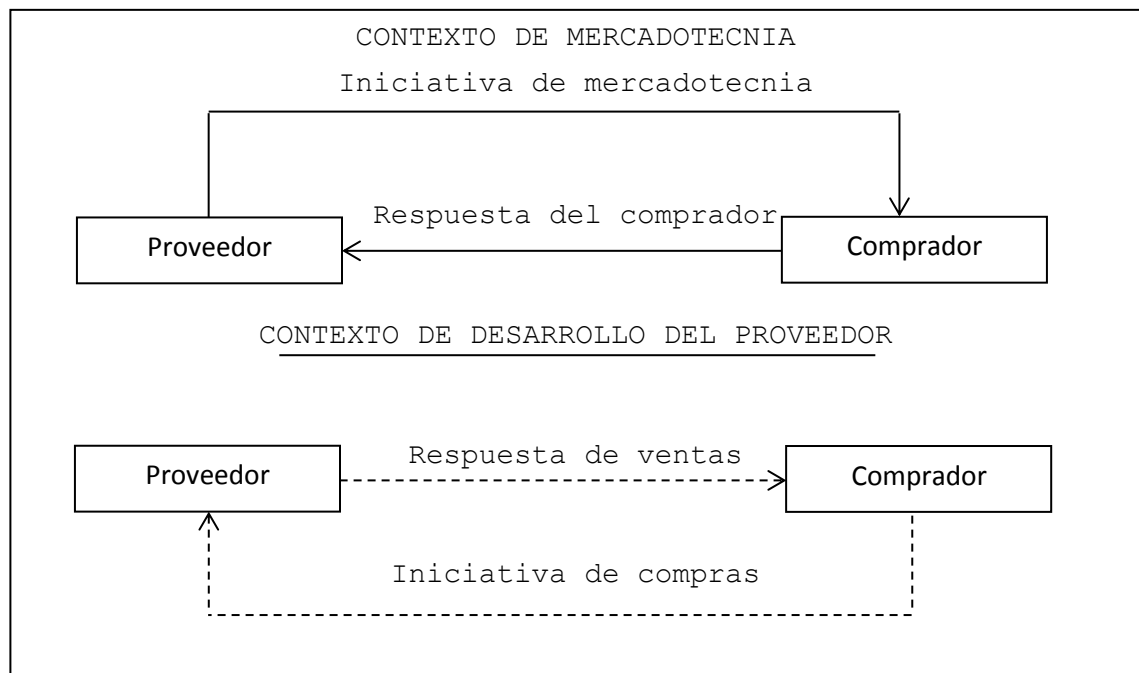 CONTEXTO DE MERCADOTECNIA
Iniciativa de mercadotecnia
Respuesta del comprador
Proveedor
Comprador
CONTEXTO DE DESARROLLO DEL PROVEEDOR
Proveedor
Respuesta de ventas
Comprador
Iniciativa de compras